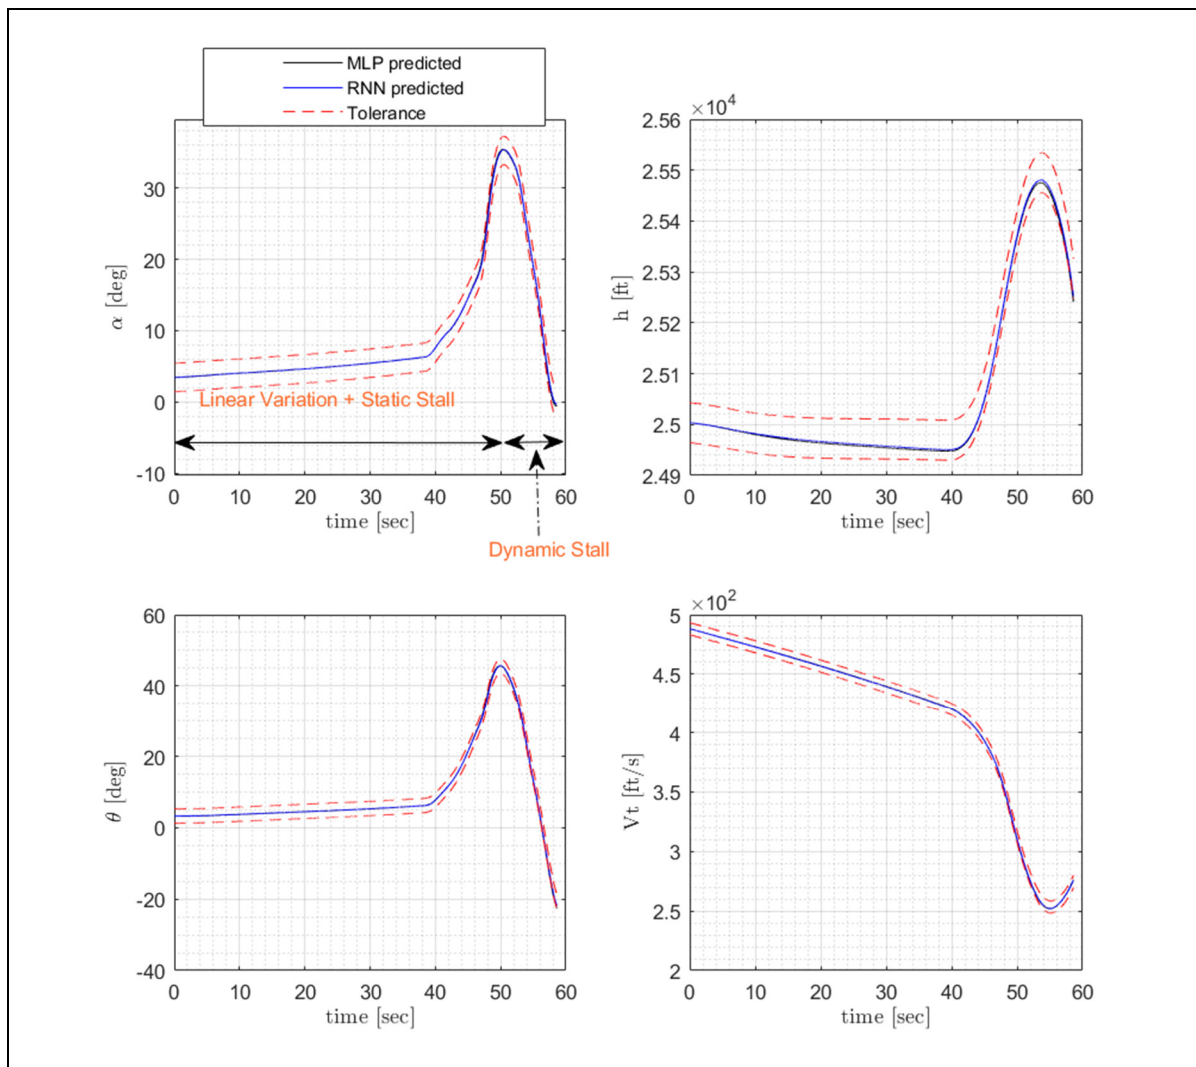 MLP predicted
RNN predicted
Tolerance
α [deg]
30
20
10
0
-10
Linear Variation + Static Stall
0 10 20 30 40 50 60
time [sec]
Dynamic Stall
×10^4
h [ft]
2.56
2.55
2.54
2.53
2.52
2.51
2.5
2.49
0 10 20 30 40 50 60
time [sec]
θ [deg]
60
40
20
0
-20
-40
0 10 20 30 40 50 60
time [sec]
×10^2
Vt [ft/s]
5
4.5
4
3.5
3
2.5
2
0 10 20 30 40 50 60
time [sec]